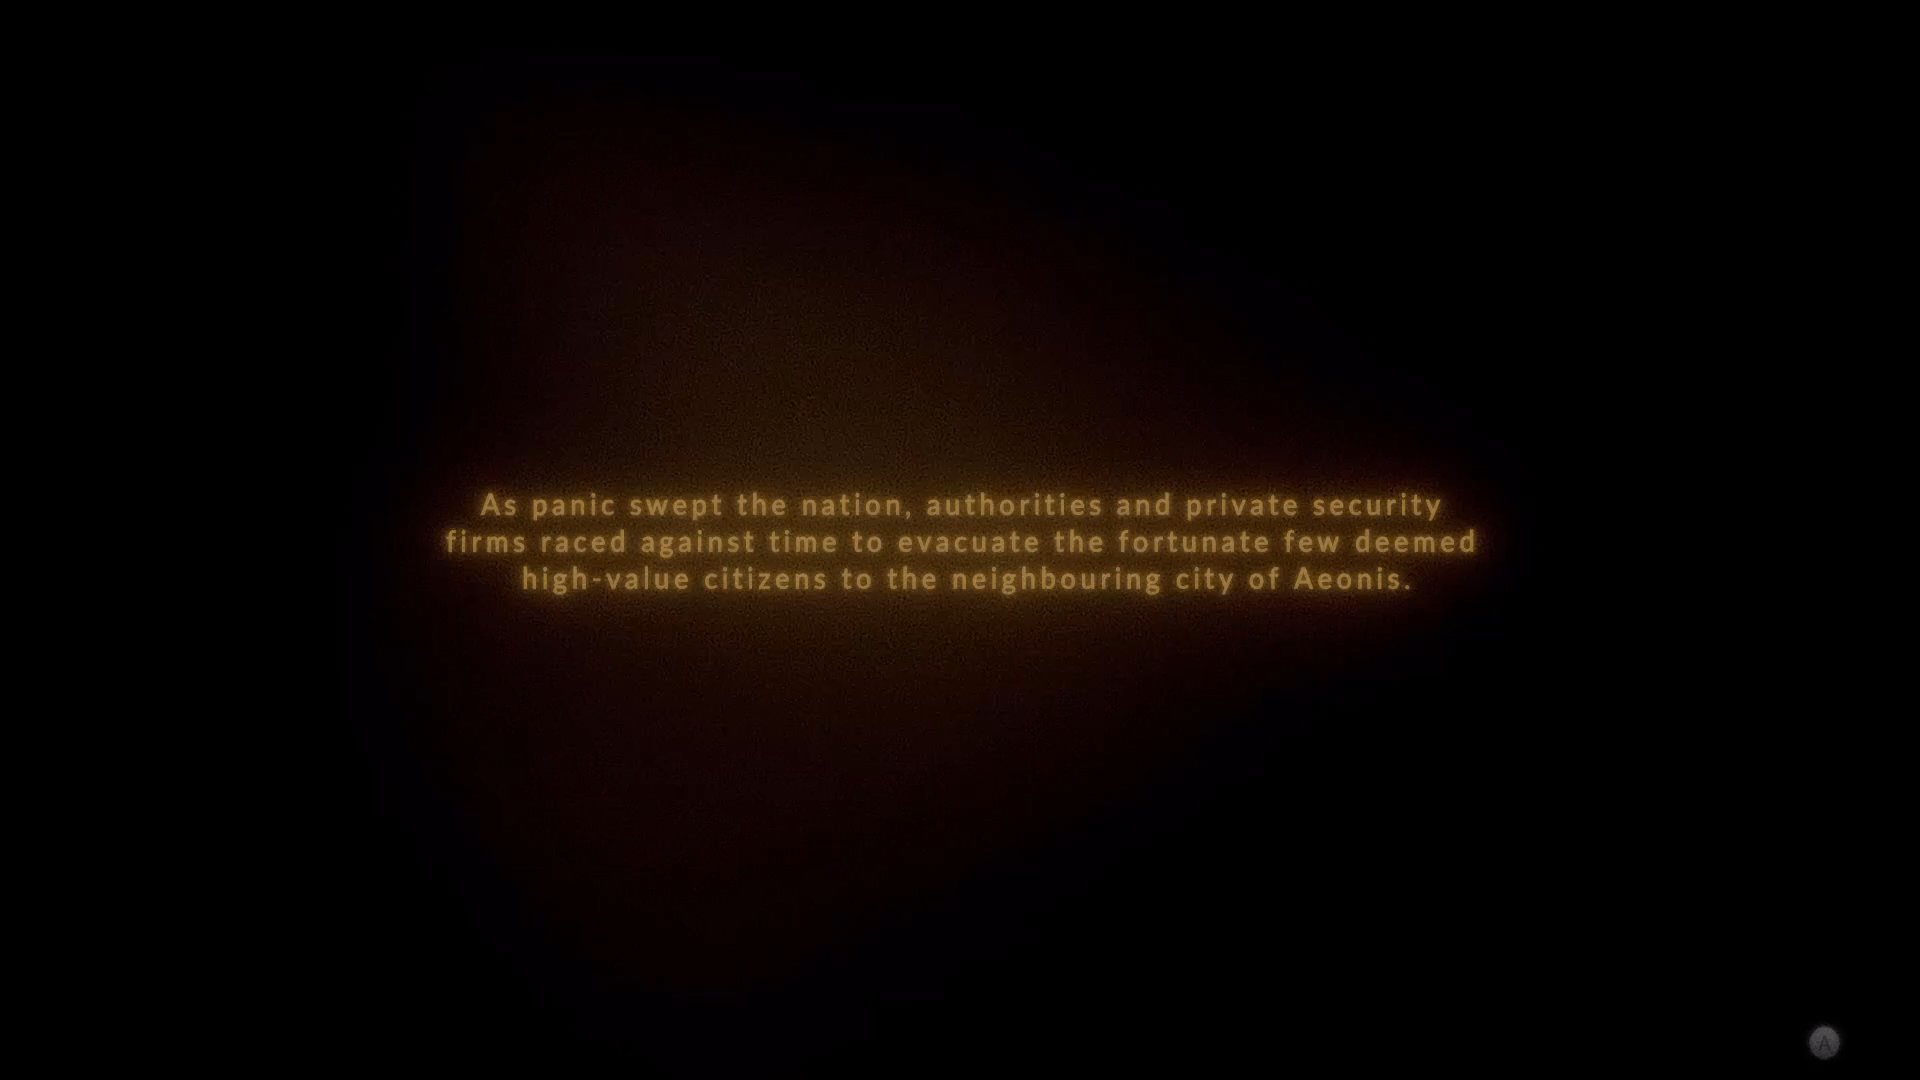 As panic swept the nation, authorities and private security
firms raced against time to evacuate the fortunate few deemed
high-value citizens to the neighbouring city of Aeonis.
A